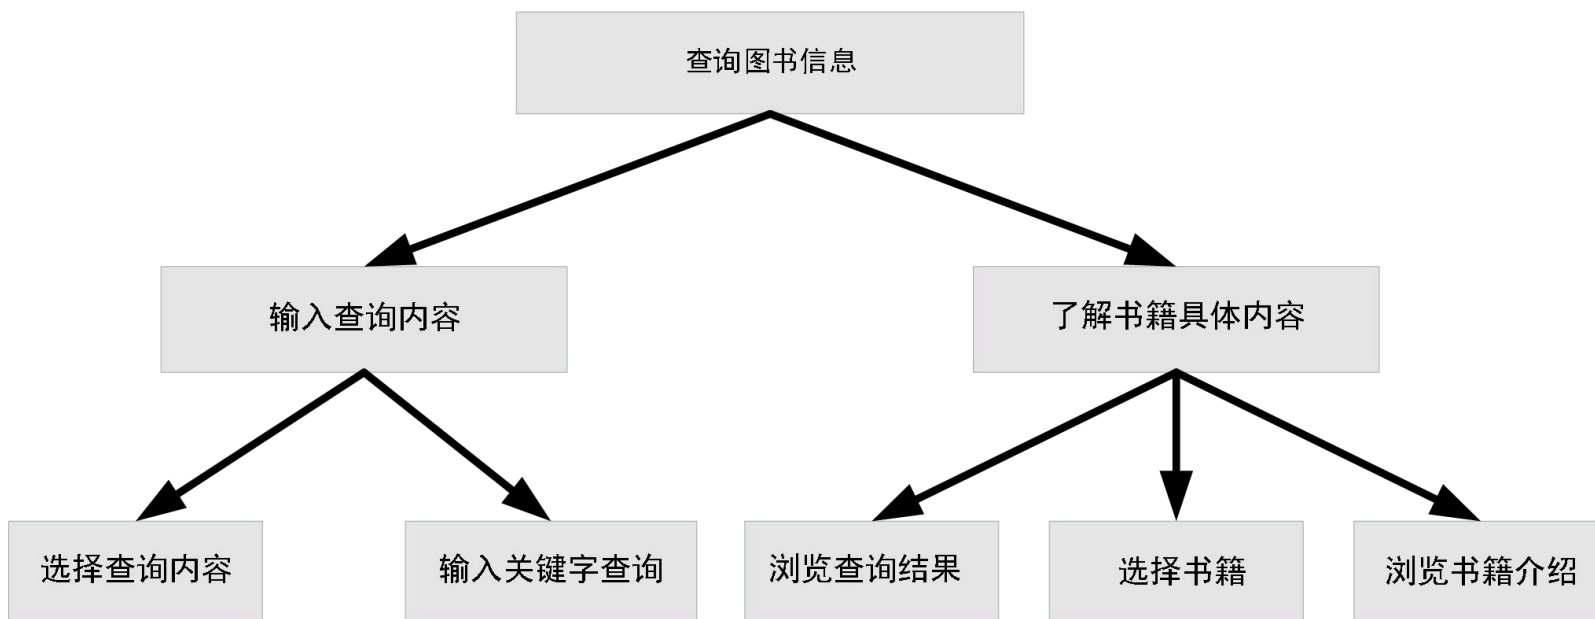 查询图书信息
输入查询内容
了解书籍具体内容
选择查询内容
输入关键字查询
浏览查询结果
选择书籍
浏览书籍介绍